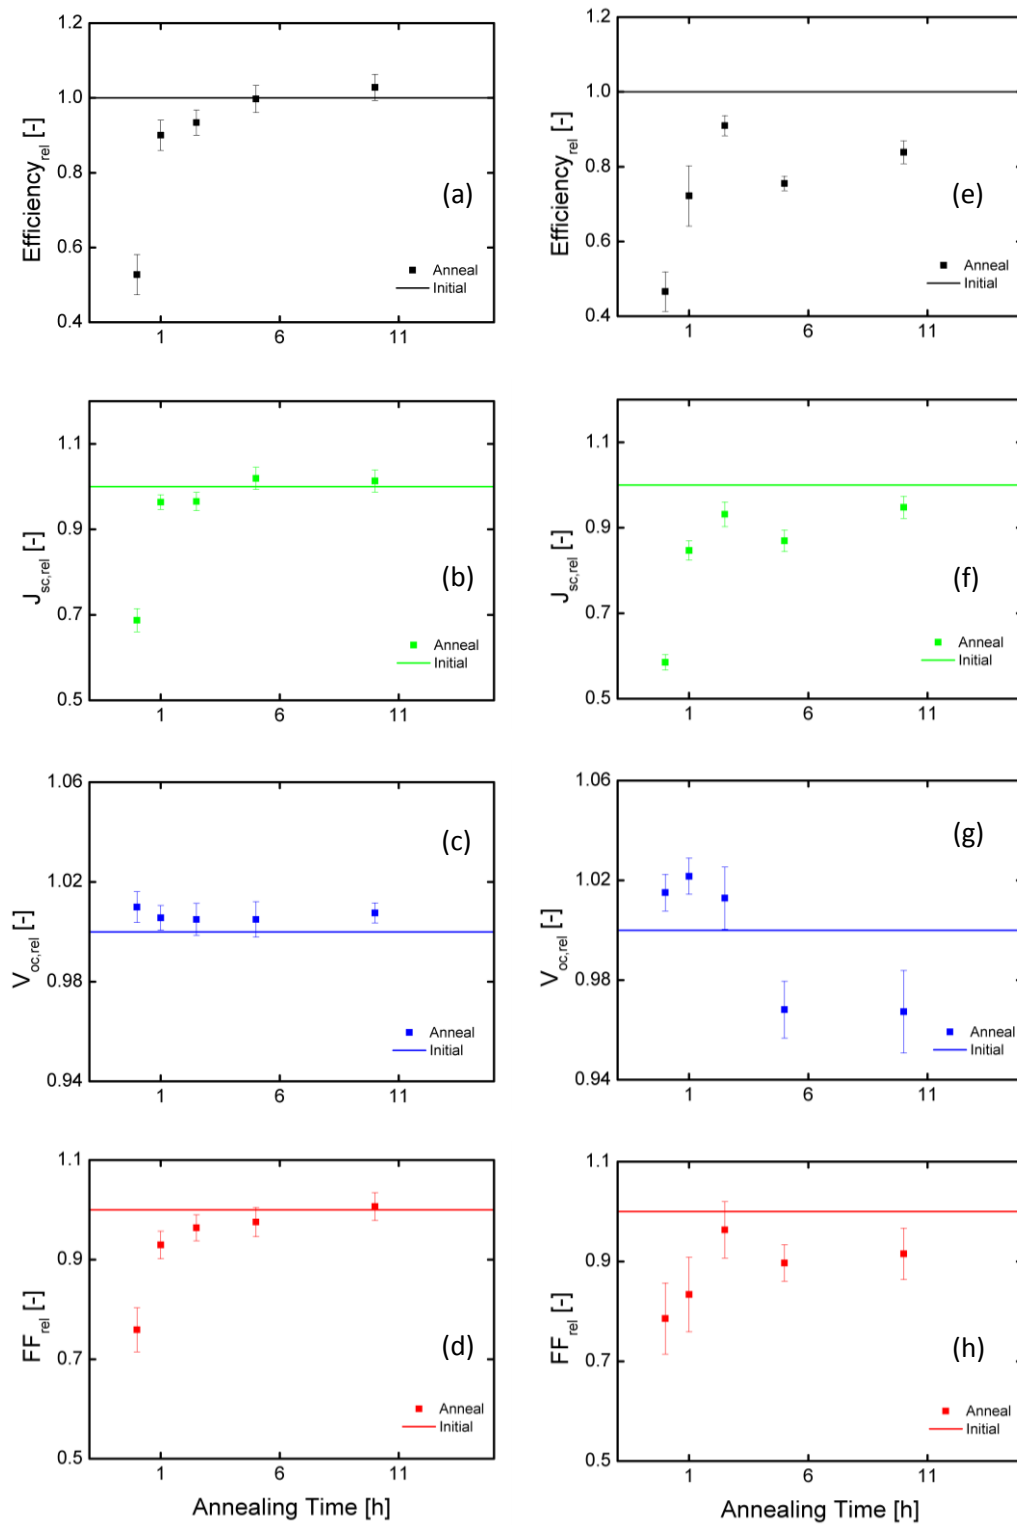 1.2
1.0
0.8
0.6
0.4
Efficiency_rel [-]
(a)
Anneal
Initial
1 6 11
1.2
1.0
0.8
0.6
0.4
Efficiency_rel [-]
(e)
Anneal
Initial
1 6 11
1.1
0.9
0.7
0.5
J_sc,rel [-]
(b)
Anneal
Initial
1 6 11
1.1
0.9
0.7
0.5
J_sc,rel [-]
(f)
Anneal
Initial
1 6 11
1.06
1.02
0.98
0.94
V_oc,rel [-]
(c)
Anneal
Initial
1 6 11
1.06
1.02
0.98
0.94
V_oc,rel [-]
(g)
Anneal
Initial
1 6 11
1.1
0.9
0.7
0.5
FF_rel [-]
(d)
Anneal
Initial
1 6 11
Annealing Time [h]
1.1
0.9
0.7
0.5
FF_rel [-]
(h)
Anneal
Initial
1 6 11
Annealing Time [h]